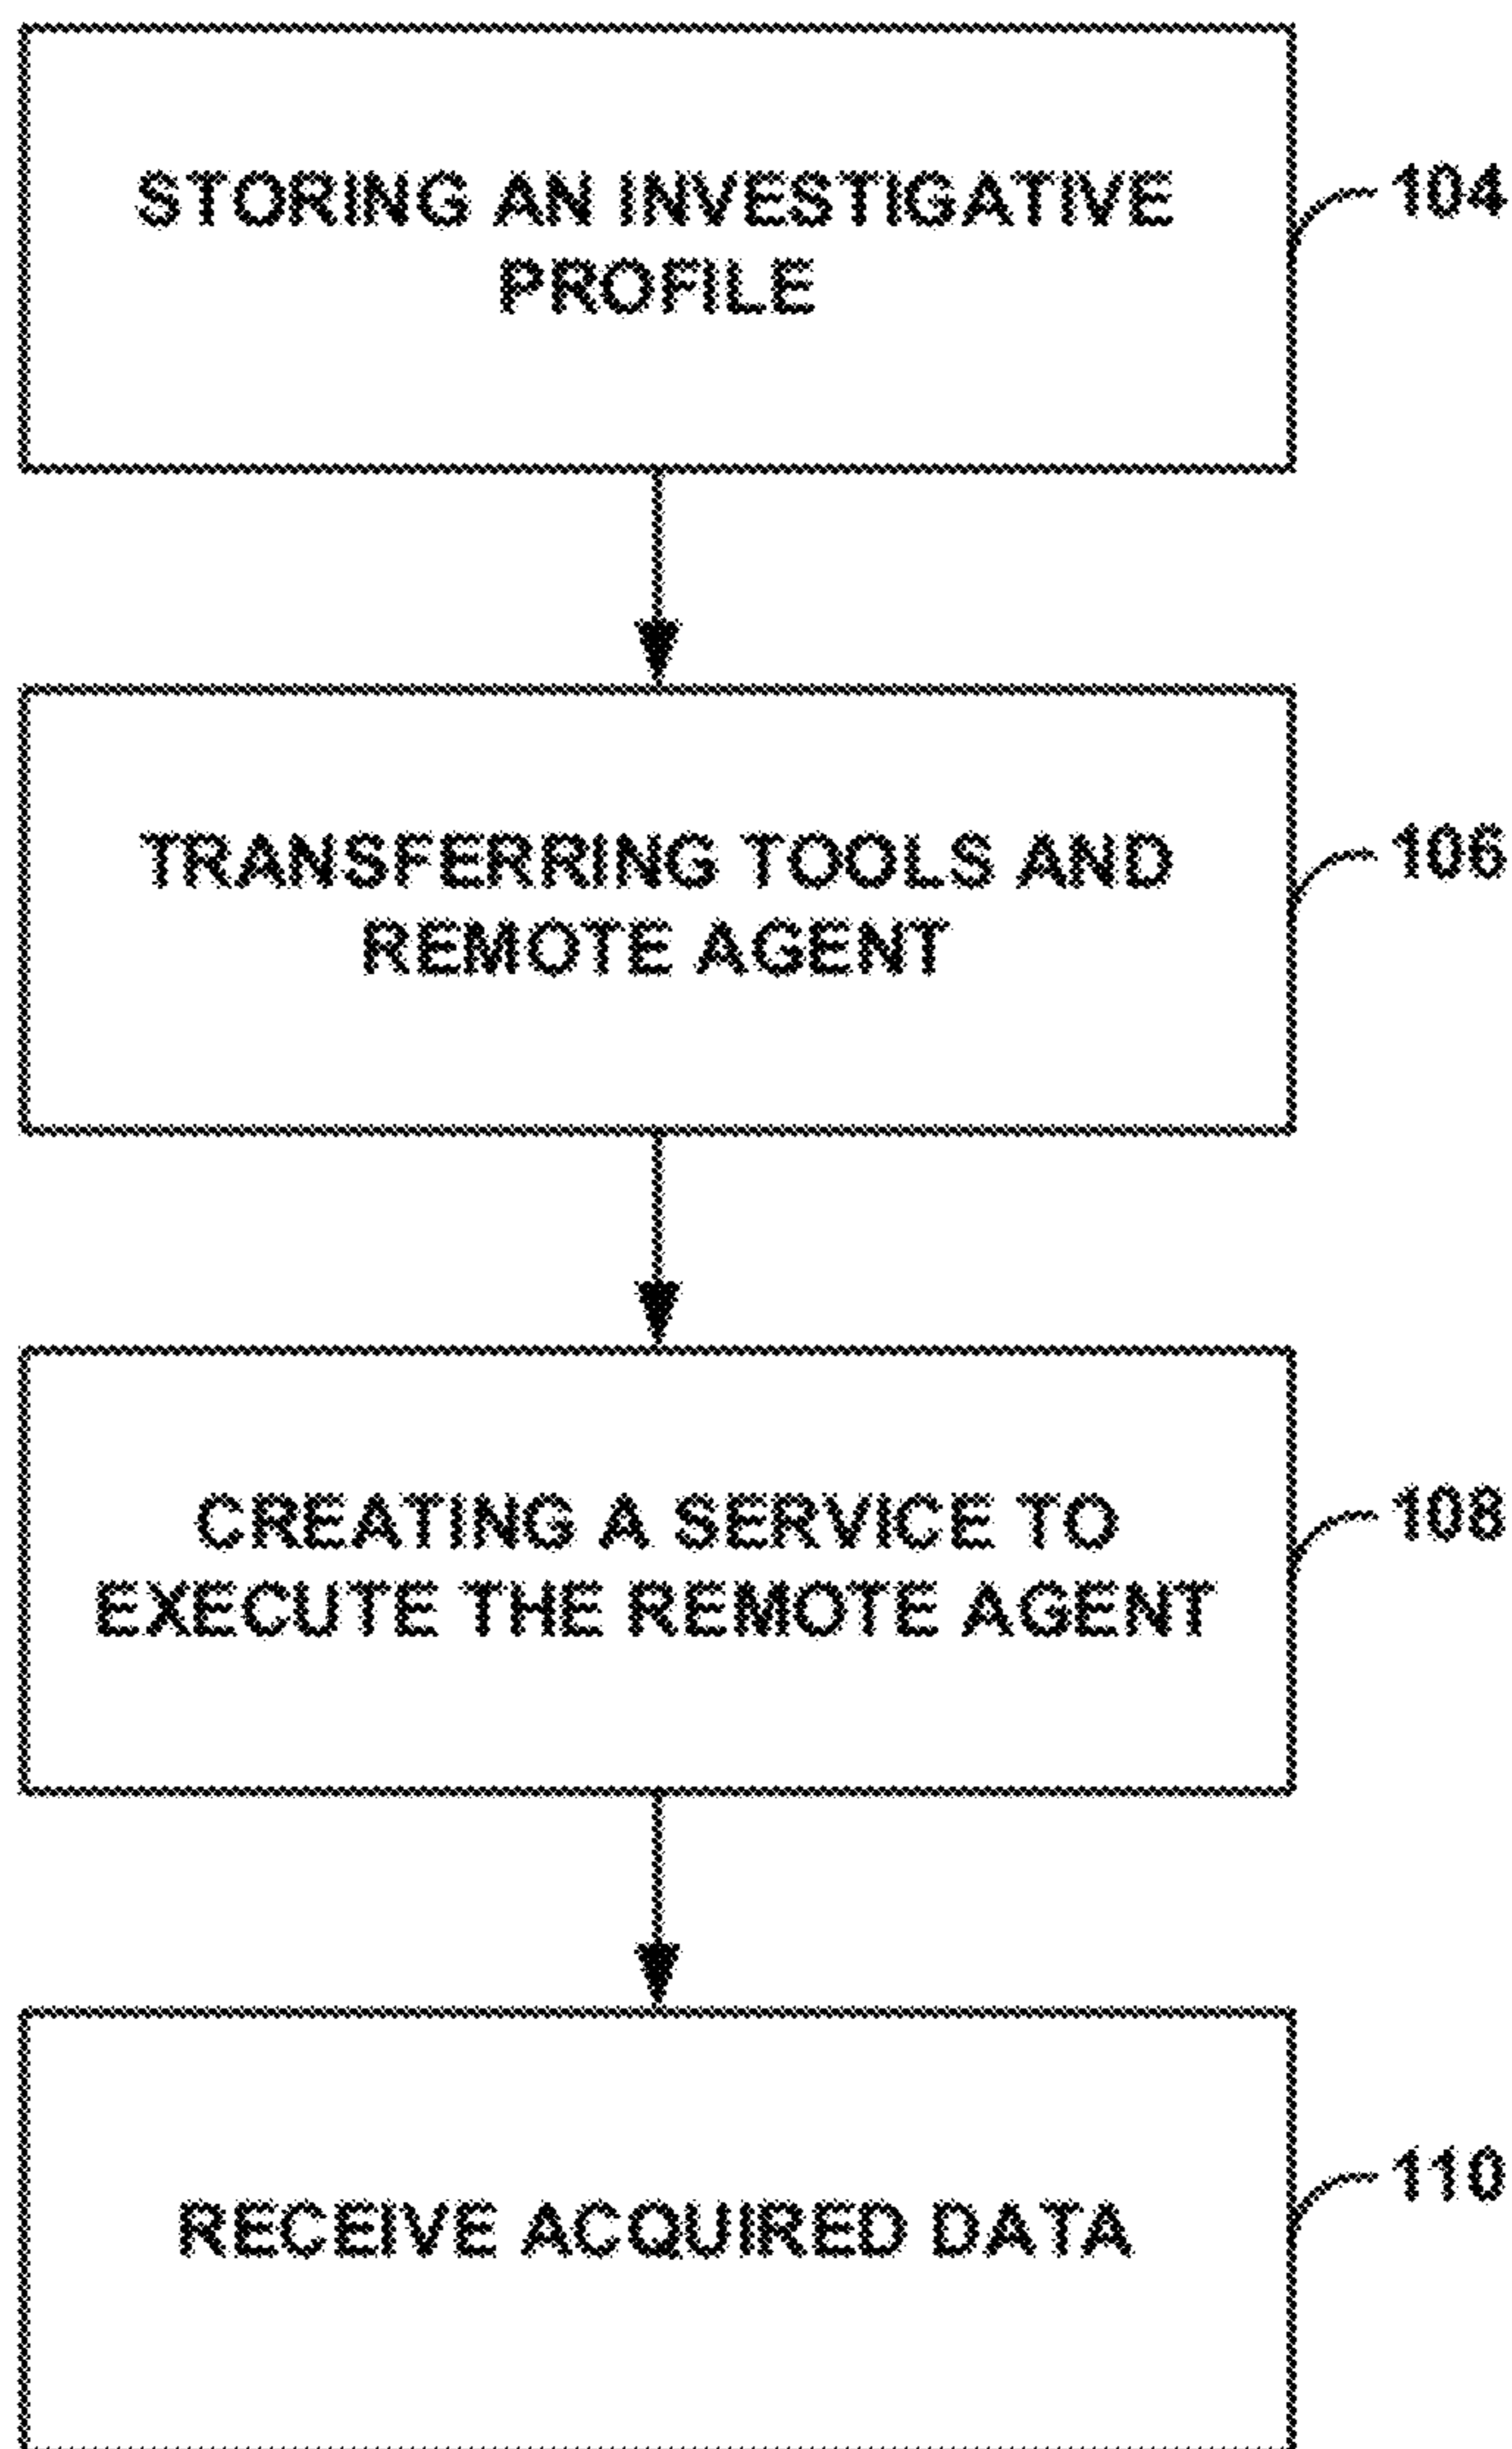 STORING AN INVESTIGATIVE
PROFILE
104
TRANSFERRING TOOLS AND
REMOTE AGENT
106
CREATING A SERVICE TO
EXECUTE THE REMOTE AGENT
108
RECEIVE ACQUIRED DATA
110